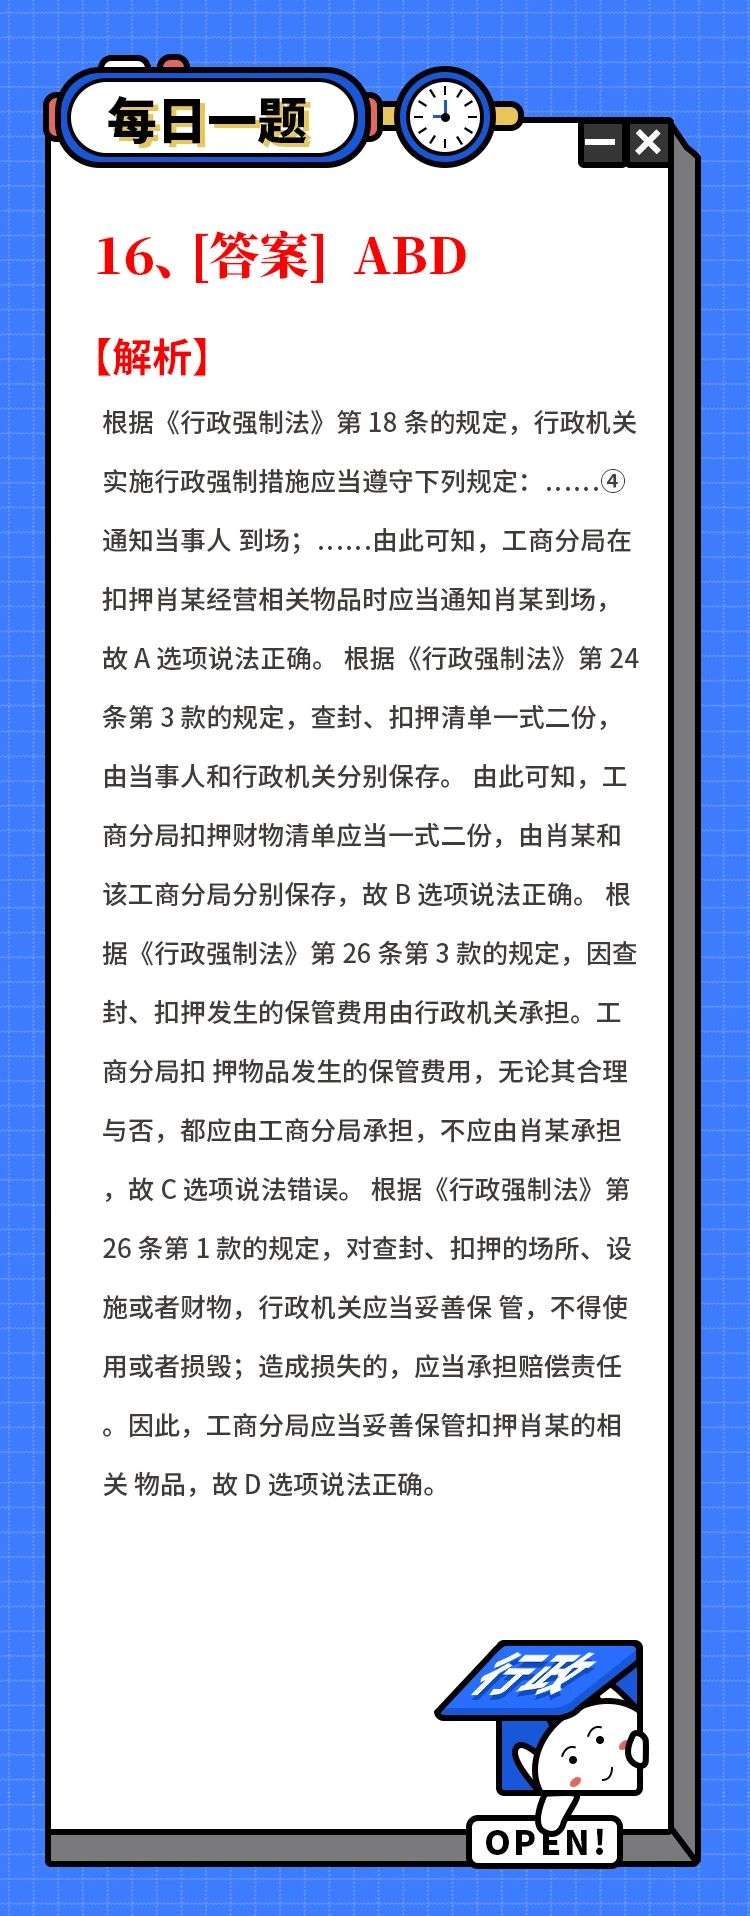 每日一题
16、[答案] ABD
【解析】
根据《行政强制法》第 18 条的规定，行政机关
实施行政强制措施应当遵守下列规定：……④
通知当事人 到场；……由此可知，工商分局在
扣押肖某经营相关物品时应当通知肖某到场，
故 A 选项说法正确。 根据《行政强制法》第 24
条第 3 款的规定，查封、扣押清单一式二份，
由当事人和行政机关分别保存。 由此可知，工
商分局扣押财物清单应当一式二份，由肖某和
该工商分局分别保存，故 B 选项说法正确。 根
据《行政强制法》第 26 条第 3 款的规定，因查
封、扣押发生的保管费用由行政机关承担。工
商分局扣 押物品发生的保管费用，无论其合理
与否，都应由工商分局承担，不应由肖某承担
，故 C 选项说法错误。 根据《行政强制法》第
26 条第 1 款的规定，对查封、扣押的场所、设
施或者财物，行政机关应当妥善保 管，不得使
用或者损毁；造成损失的，应当承担赔偿责任
。因此，工商分局应当妥善保管扣押肖某的相
关 物品，故 D 选项说法正确。
行政
OPEN!